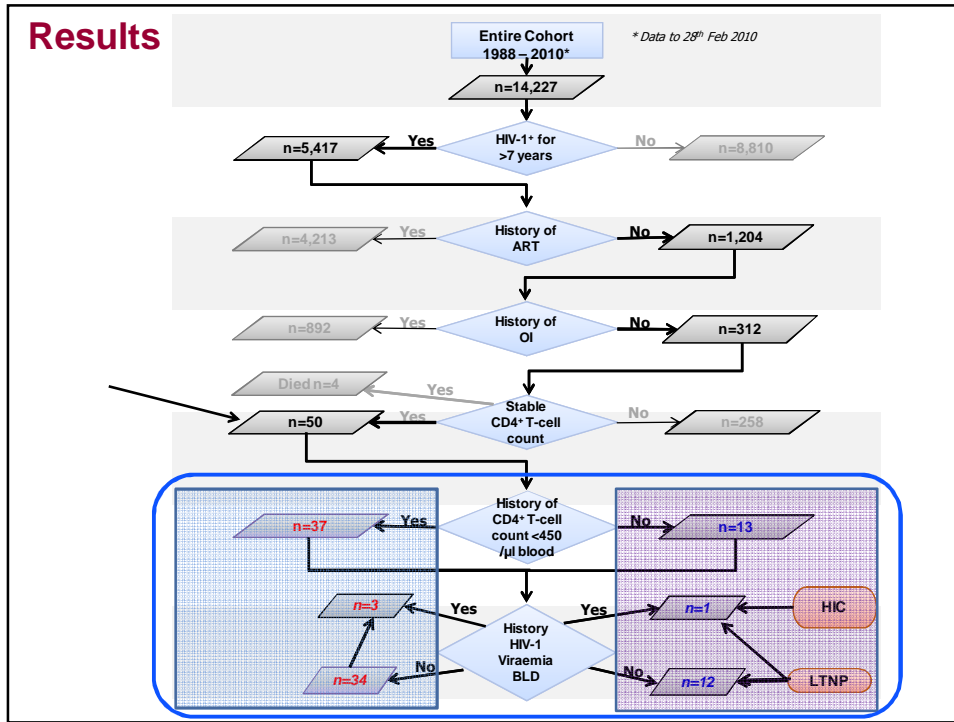 Results
Entire Cohort
1988 – 2010*
* Data to 28th Feb 2010
n=14,227
HIV-1+ for
>7 years
Yes
n=5,417
No
n=8,810
History of
ART
Yes
n=4,213
No
n=1,204
History of
OI
Yes
n=892
No
n=312
Died n=4
Yes
Stable
CD4+ T-cell
count
Yes
n=50
No
n=258
History of
CD4+ T-cell
count <450
/µl blood
Yes
n=37
No
n=13
History
HIV-1
Viraemia
BLD
Yes
n=3
Yes
n=1
HIC
No
n=34
No
n=12
LTNP